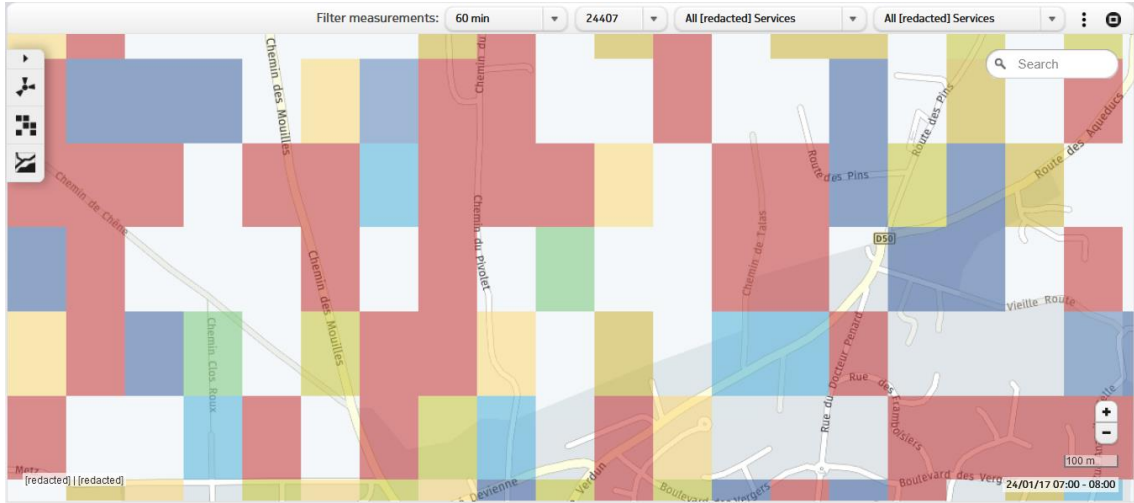 Filter measurements: 60 min 24407 All [redacted] Services All [redacted] Services
Search
Chemin des Mouilles
Chemin du
Route des Pins
Route des Aqueducs
Route des Pins
Chemin de Chêne
Chemin du Pivolet
Chemin de Talas
D50
Chemin des Mouilles
Vieille Route
Chemin Clos Roux
Rue du Docteur Penard
Rue des Framboisiers
+
-
100 m
Metz
[redacted] | [redacted]
Devienne
Verdun
Boulevard des Vergers
Boulevard des Verg
24/01/17 07:00 - 08:00